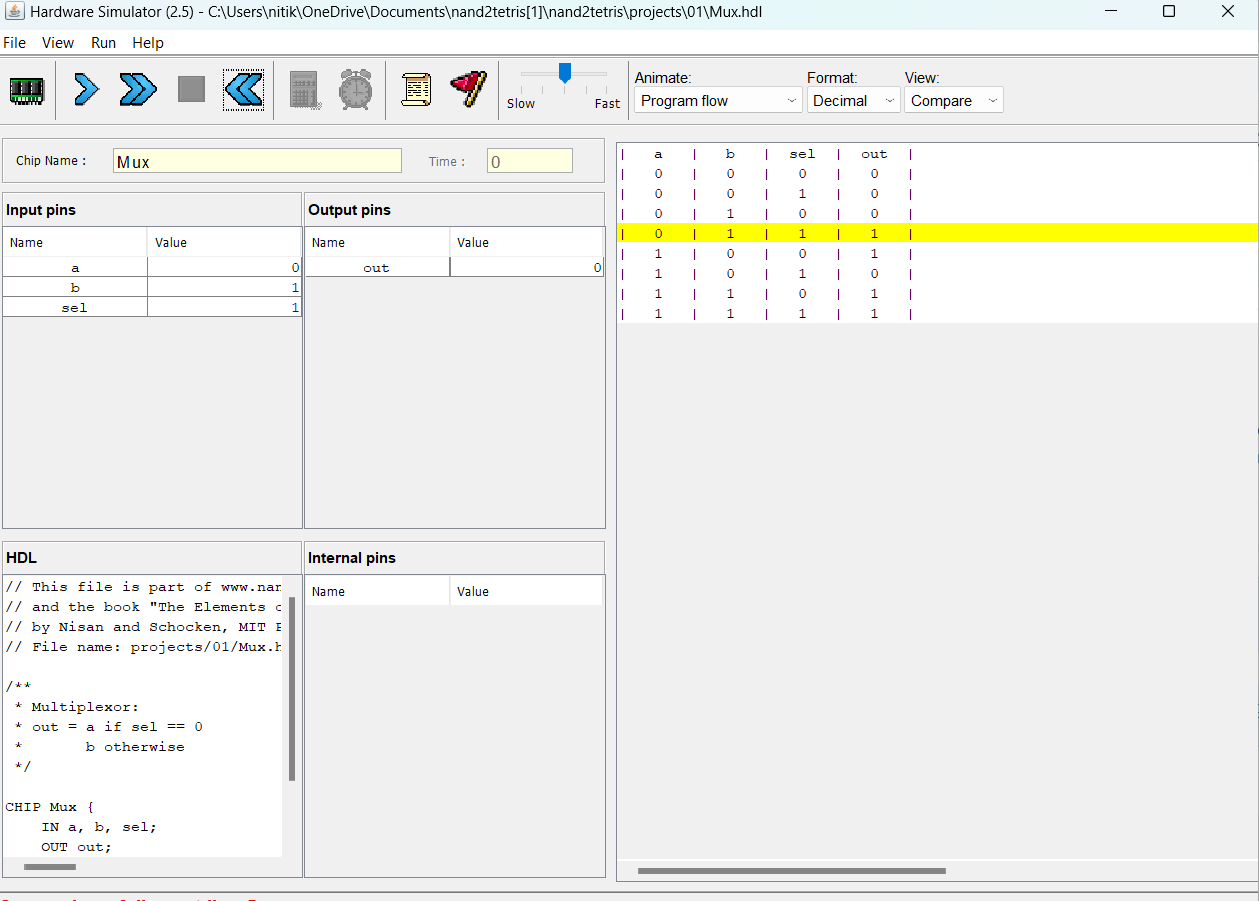 Hardware Simulator (2.5) - C:\Users\nitik\OneDrive\Documents\nand2tetris[1]\nand2tetris\projects\01\Mux.hdl
File View Run Help
Slow Fast
Animate: Format: View:
Program flow Decimal Compare
Chip Name : Mux Time : 0
Input pins
Name Value
a 0
b 1
sel 1
Output pins
Name Value
out 0
HDL
// This file is part of www.nan
// and the book "The Elements
// by Nisan and Schocken, MIT
// File name: projects/01/Mux.h
/**
* Multiplexor:
* out = a if sel == 0
* b otherwise
*/
CHIP Mux {
IN a, b, sel;
OUT out;
Internal pins
Name Value
| a | b | sel | out |
| 0 | 0 | 0 | 0 |
| 0 | 0 | 1 | 0 |
| 0 | 1 | 0 | 0 |
| 0 | 1 | 1 | 1 |
| 1 | 0 | 0 | 1 |
| 1 | 0 | 1 | 0 |
| 1 | 1 | 0 | 1 |
| 1 | 1 | 1 | 1 |